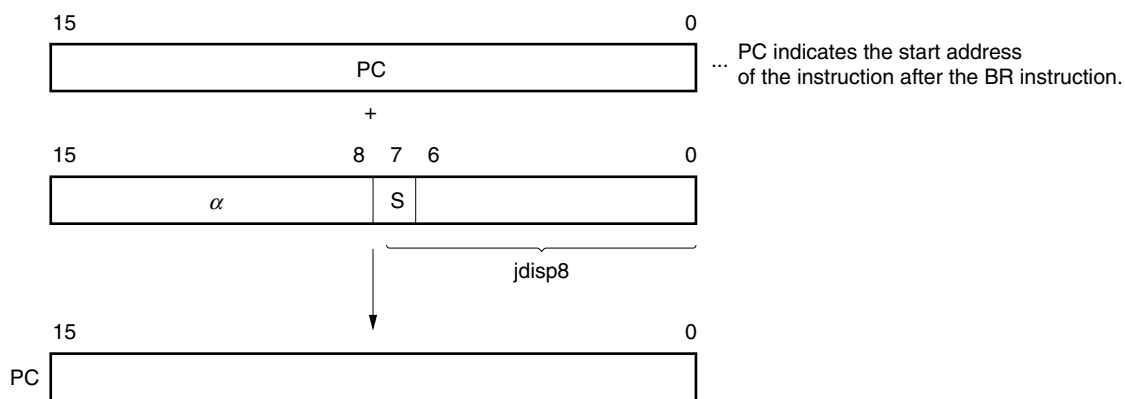 15 0
PC
... PC indicates the start address
of the instruction after the BR instruction.
+
15 8 7 6 0
α S
jdisp8
15 0
PC